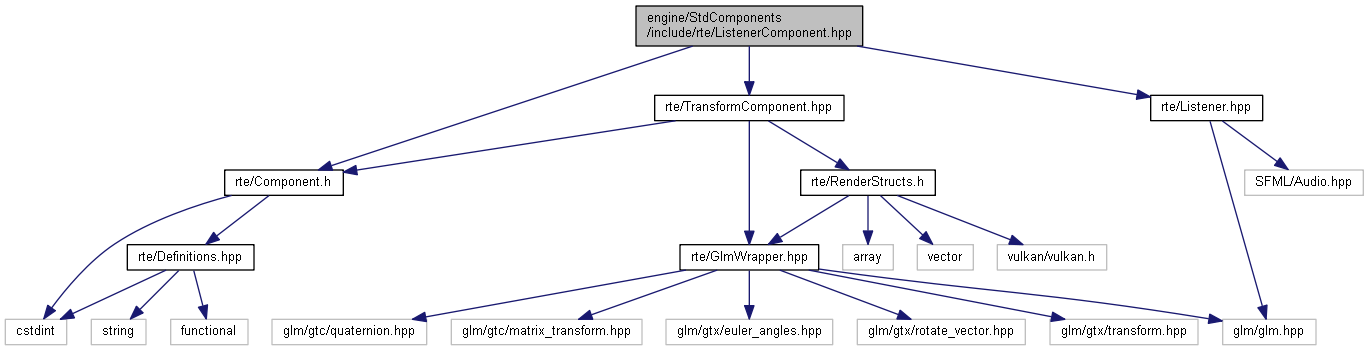 engine/StdComponents
/include/rte/ListenerComponent.hpp
rte/TransformComponent.hpp
rte/Listener.hpp
rte/Component.h
rte/RenderStructs.h
SFML/Audio.hpp
rte/Definitions.hpp
rte/GlmWrapper.hpp
array
vector
vulkan/vulkan.h
cstdint
string
functional
glm/gtc/quaternion.hpp
glm/gtc/matrix_transform.hpp
glm/gtx/euler_angles.hpp
glm/gtx/rotate_vector.hpp
glm/gtx/transform.hpp
glm/glm.hpp